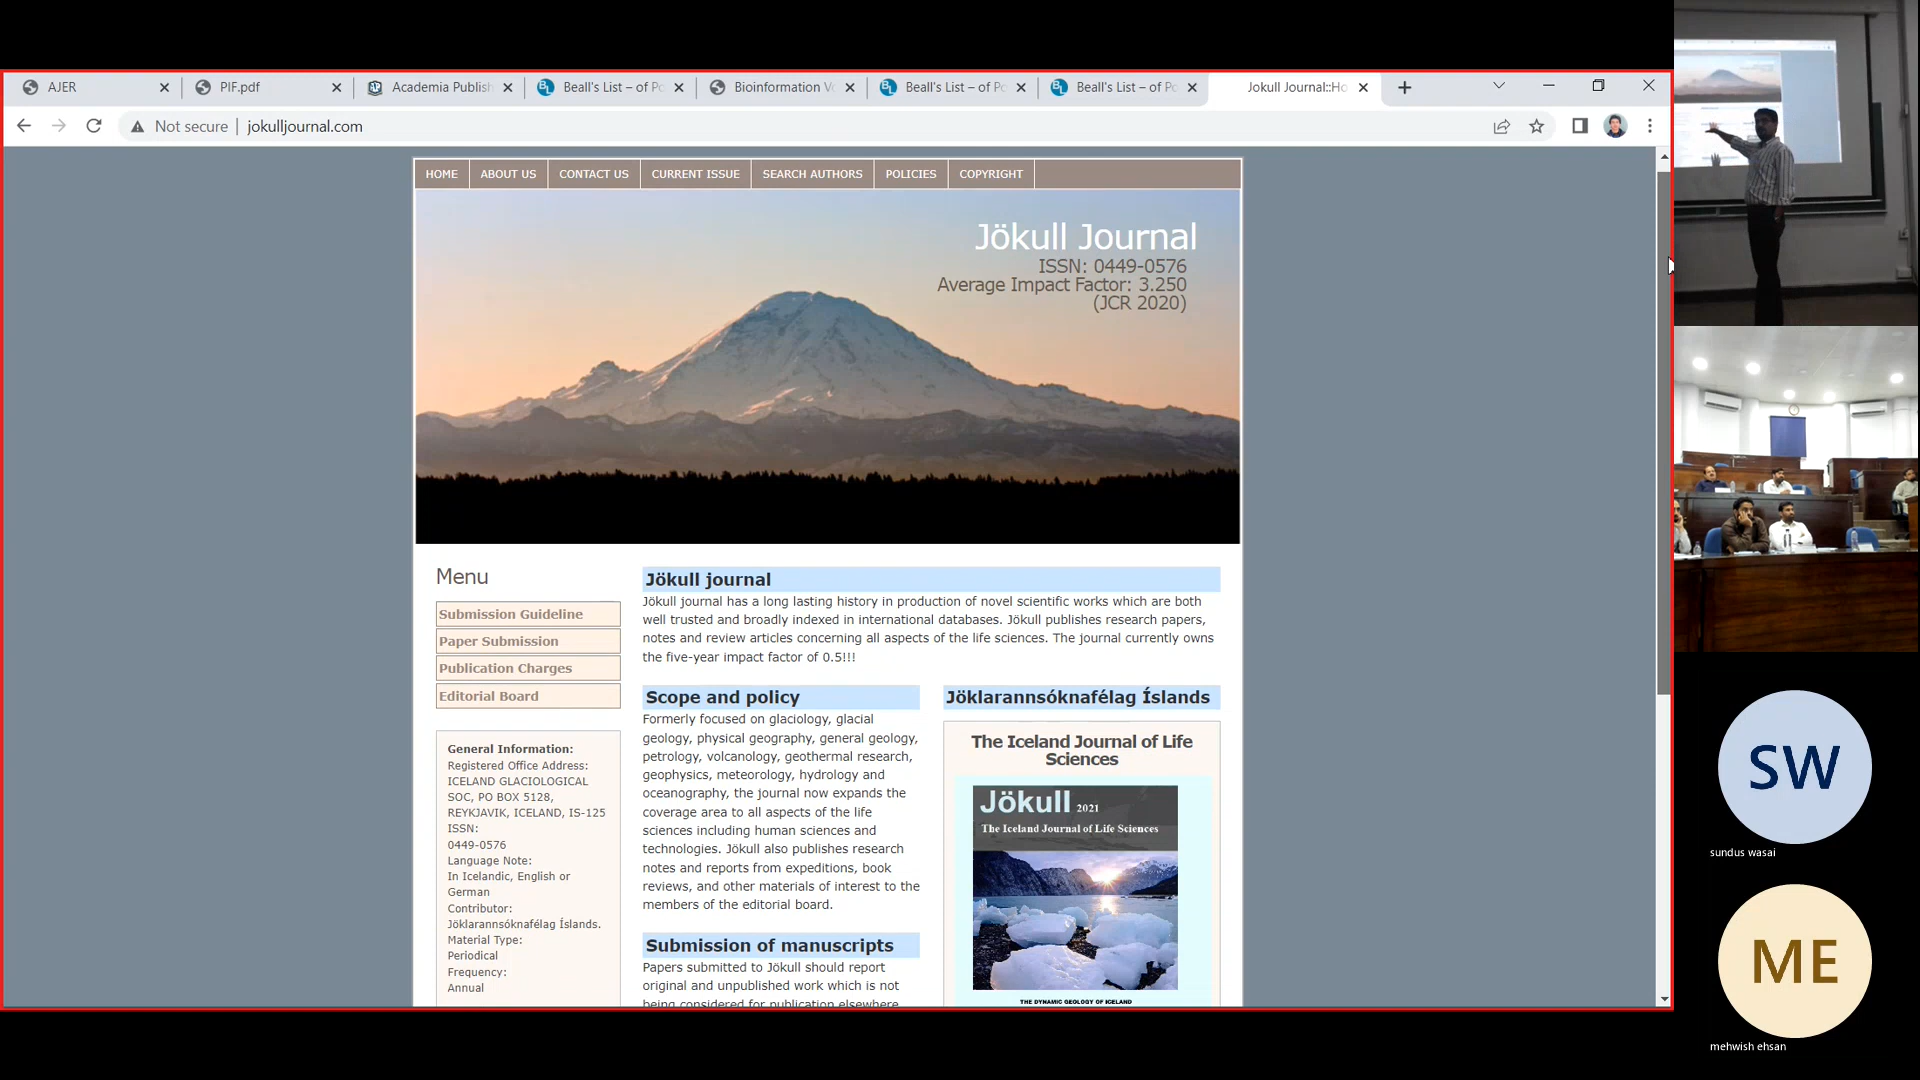 AJER
PIF.pdf
Academia Publish
Beall's List – of Po
Bioinformation Vo
Beall's List – of Po
Beall's List – of Po
Jokull Journal::Ho
Not secure
jokulljournal.com
HOME
ABOUT US
CONTACT US
CURRENT ISSUE
SEARCH AUTHORS
POLICIES
COPYRIGHT
Jökull Journal
ISSN: 0449-0576
Average Impact Factor: 3.250
(JCR 2020)
Menu
Submission Guideline
Paper Submission
Publication Charges
Editorial Board
General Information:
Registered Office Address:
ICELAND GLACIOLOGICAL
SOC, PO BOX 5128,
REYKJAVIK, ICELAND, IS-125
ISSN:
0449-0576
Language Note:
In Icelandic, English or
German
Contributor:
Jöklarannsóknafélag Íslands.
Material Type:
Periodical
Frequency:
Annual
Jökull journal
Jökull journal has a long lasting history in production of novel scientific works which are both
well trusted and broadly indexed in international databases. Jökull publishes research papers,
notes and review articles concerning all aspects of the life sciences. The journal currently owns
the five-year impact factor of 0.5!!!
Scope and policy
Formerly focused on glaciology, glacial
geology, physical geography, general geology,
petrology, volcanology, geothermal research,
geophysics, meteorology, hydrology and
oceanography, the journal now expands the
coverage area to all aspects of the life
sciences including human sciences and
technologies. Jökull also publishes research
notes and reports from expeditions, book
reviews, and other materials of interest to the
members of the editorial board.
Submission of manuscripts
Papers submitted to Jökull should report
original and unpublished work which is not
being considered for publication elsewhere
Jöklarannsóknafélag Íslands
The Iceland Journal of Life
Sciences
Jökull 2021
The Iceland Journal of Life Sciences
THE DYNAMIC GEOLOGY OF ICELAND
SW
sundus wasai
ME
mehwish ehsan